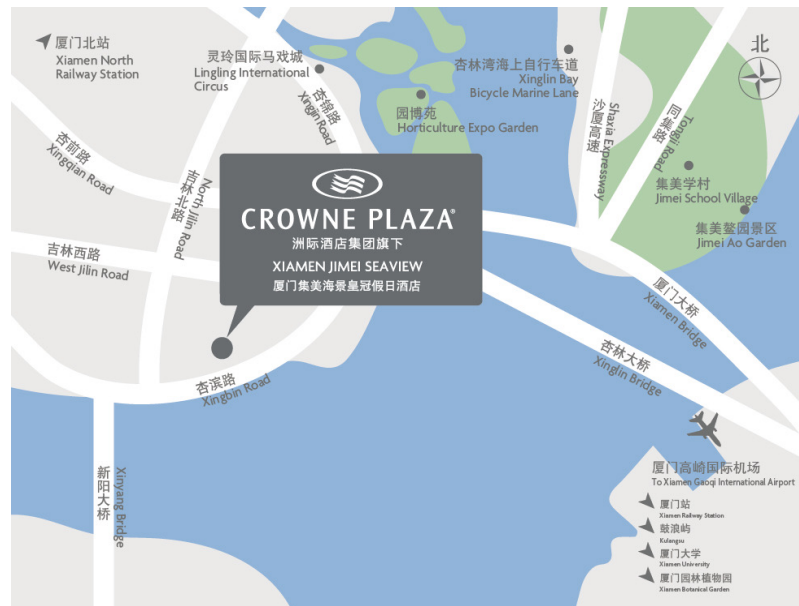 厦门北站
Xiamen North
Railway Station
灵玲国际马戏城
Lingling International
Circus
杏锦路
Xingjin Road
杏林湾海上自行车道
Xinglin Bay
Bicycle Marine Lane
园博苑
Horticulture Expo Garden
沙厦高速
Shaxia Expressway
同集路
Tongji Road
北
集美学村
Jimei School Village
集美鳌园景区
Jimei Ao Garden
杏前路
Xingqian Road
吉林北路
North Jilin Road
吉林西路
West Jilin Road
CROWNE PLAZA®
洲际酒店集团旗下
XIAMEN JIMEI SEAVIEW
厦门集美海景皇冠假日酒店
厦门大桥
Xiamen Bridge
杏林大桥
Xinglin Bridge
杏滨路
Xingbin Road
新阳大桥
Xinyang Bridge
厦门高崎国际机场
To Xiamen Gaoqi International Airport
厦门站
Xiamen Railway Station
鼓浪屿
Kulangsu
厦门大学
Xiamen University
厦门园林植物园
Xiamen Botanical Garden